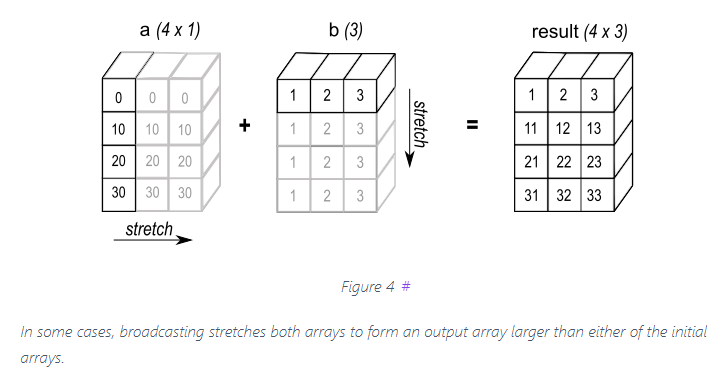 a (4 x 1) b (3) result (4 x 3)
0 0 0 1 2 3 1 2 3
10 10 10 + 1 2 3 stretch = 11 12 13
20 20 20 1 2 3 21 22 23
30 30 30 1 2 3 31 32 33
stretch
Figure 4 #
In some cases, broadcasting stretches both arrays to form an output array larger than either of the initial
arrays.